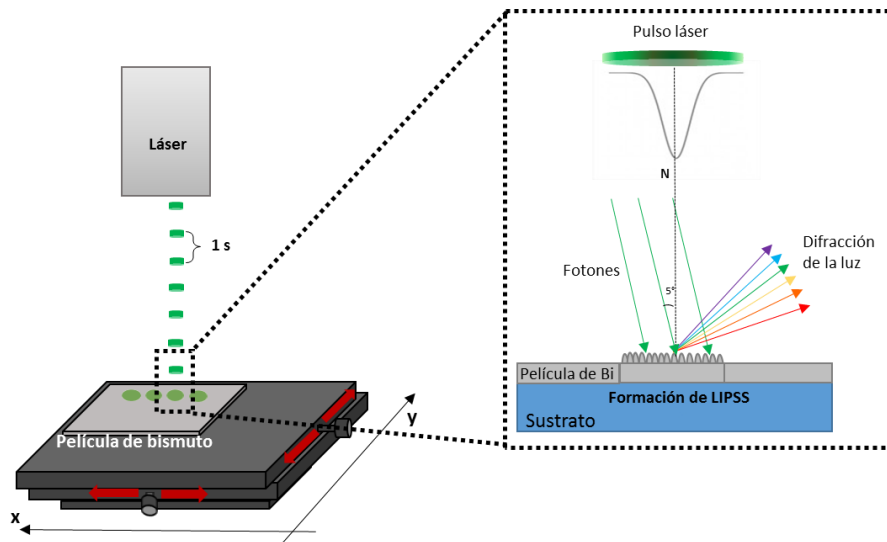 Láser
1 s
Película de bismuto
y
x
Pulso láser
N
Fotones
5°
Difracción
de la luz
Película de Bi
Formación de LIPSS
Sustrato